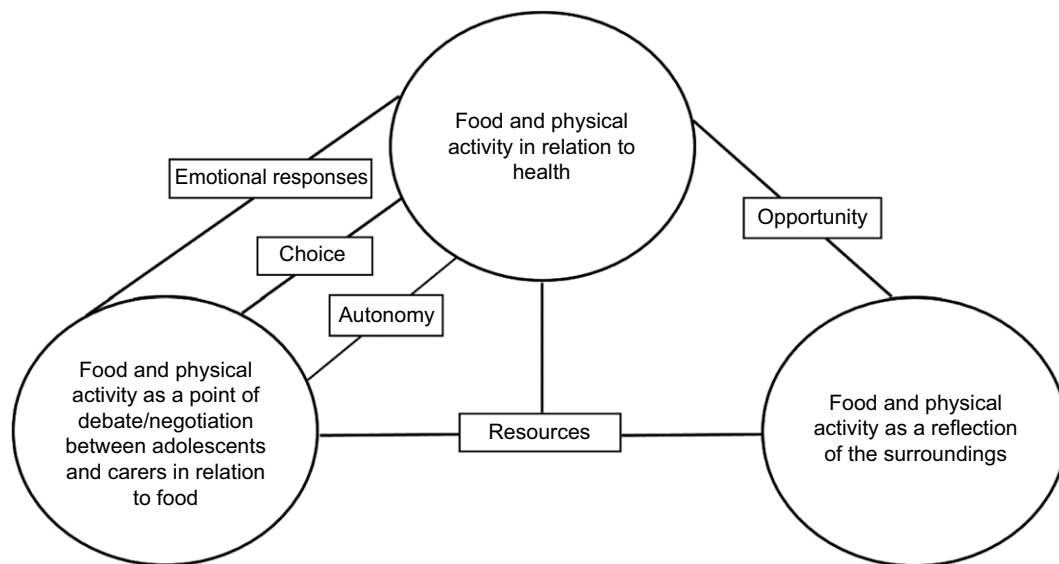 Food and physical
activity in relation to
health
Emotional responses
Opportunity
Choice
Autonomy
Food and physical
activity as a point of
debate/negotiation
between adolescents
and carers in relation
to food
Resources
Food and physical
activity as a reflection
of the surroundings